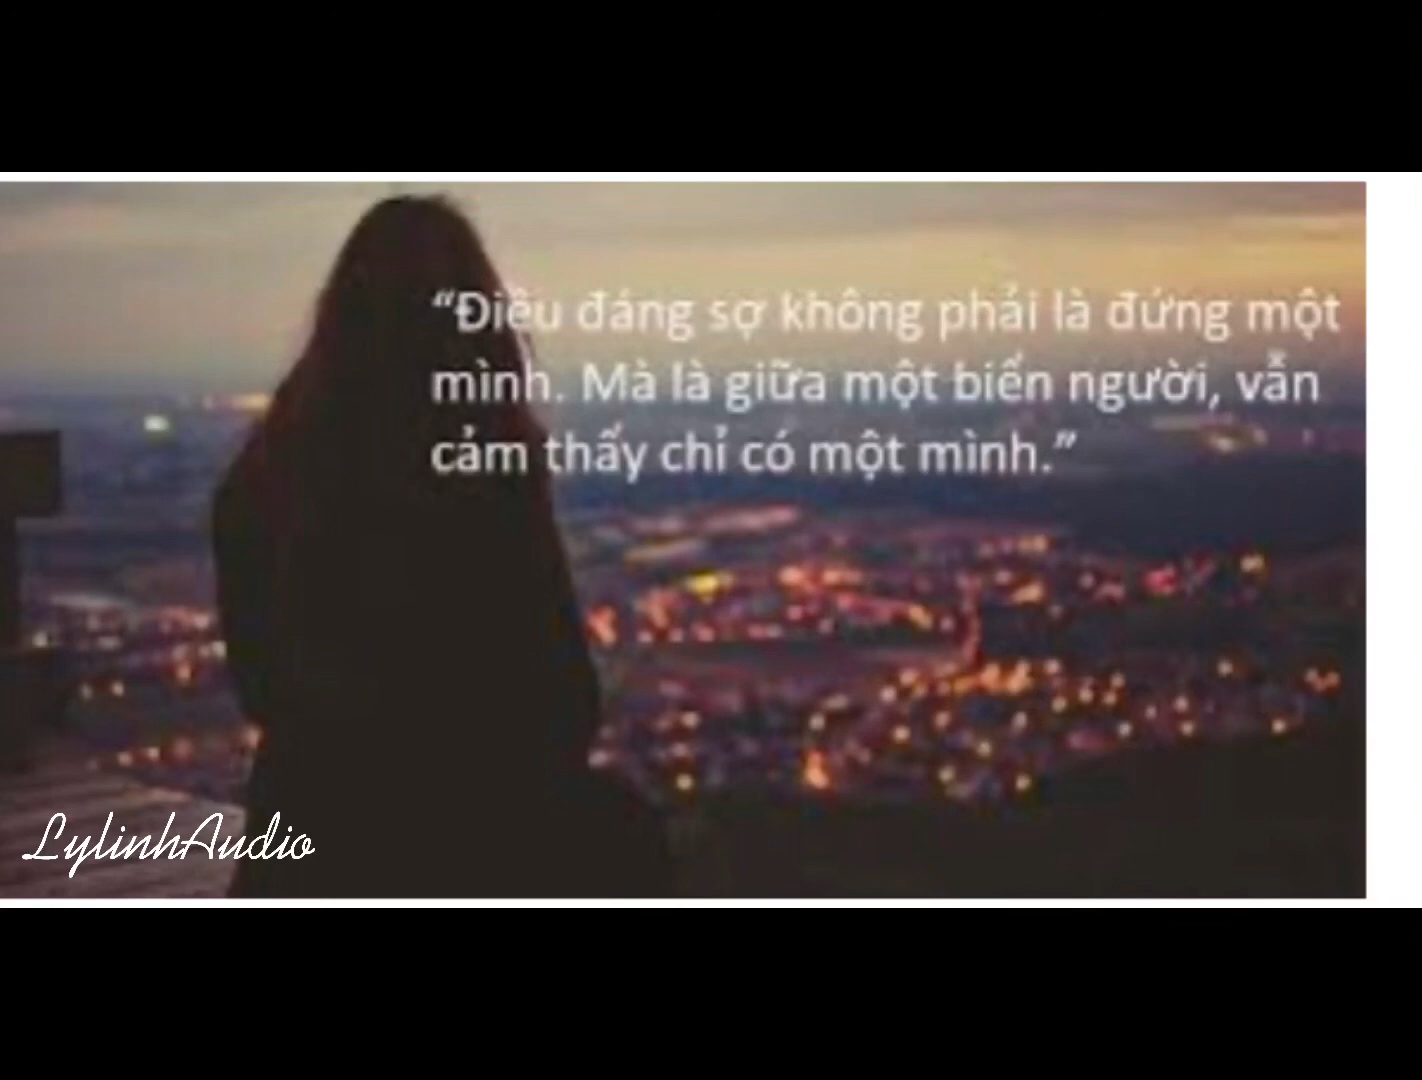 “Điều đáng sợ không phải là đứng một
mình. Mà là giữa một biển người, vẫn
cảm thấy chỉ có một mình.”
LylinhAudio